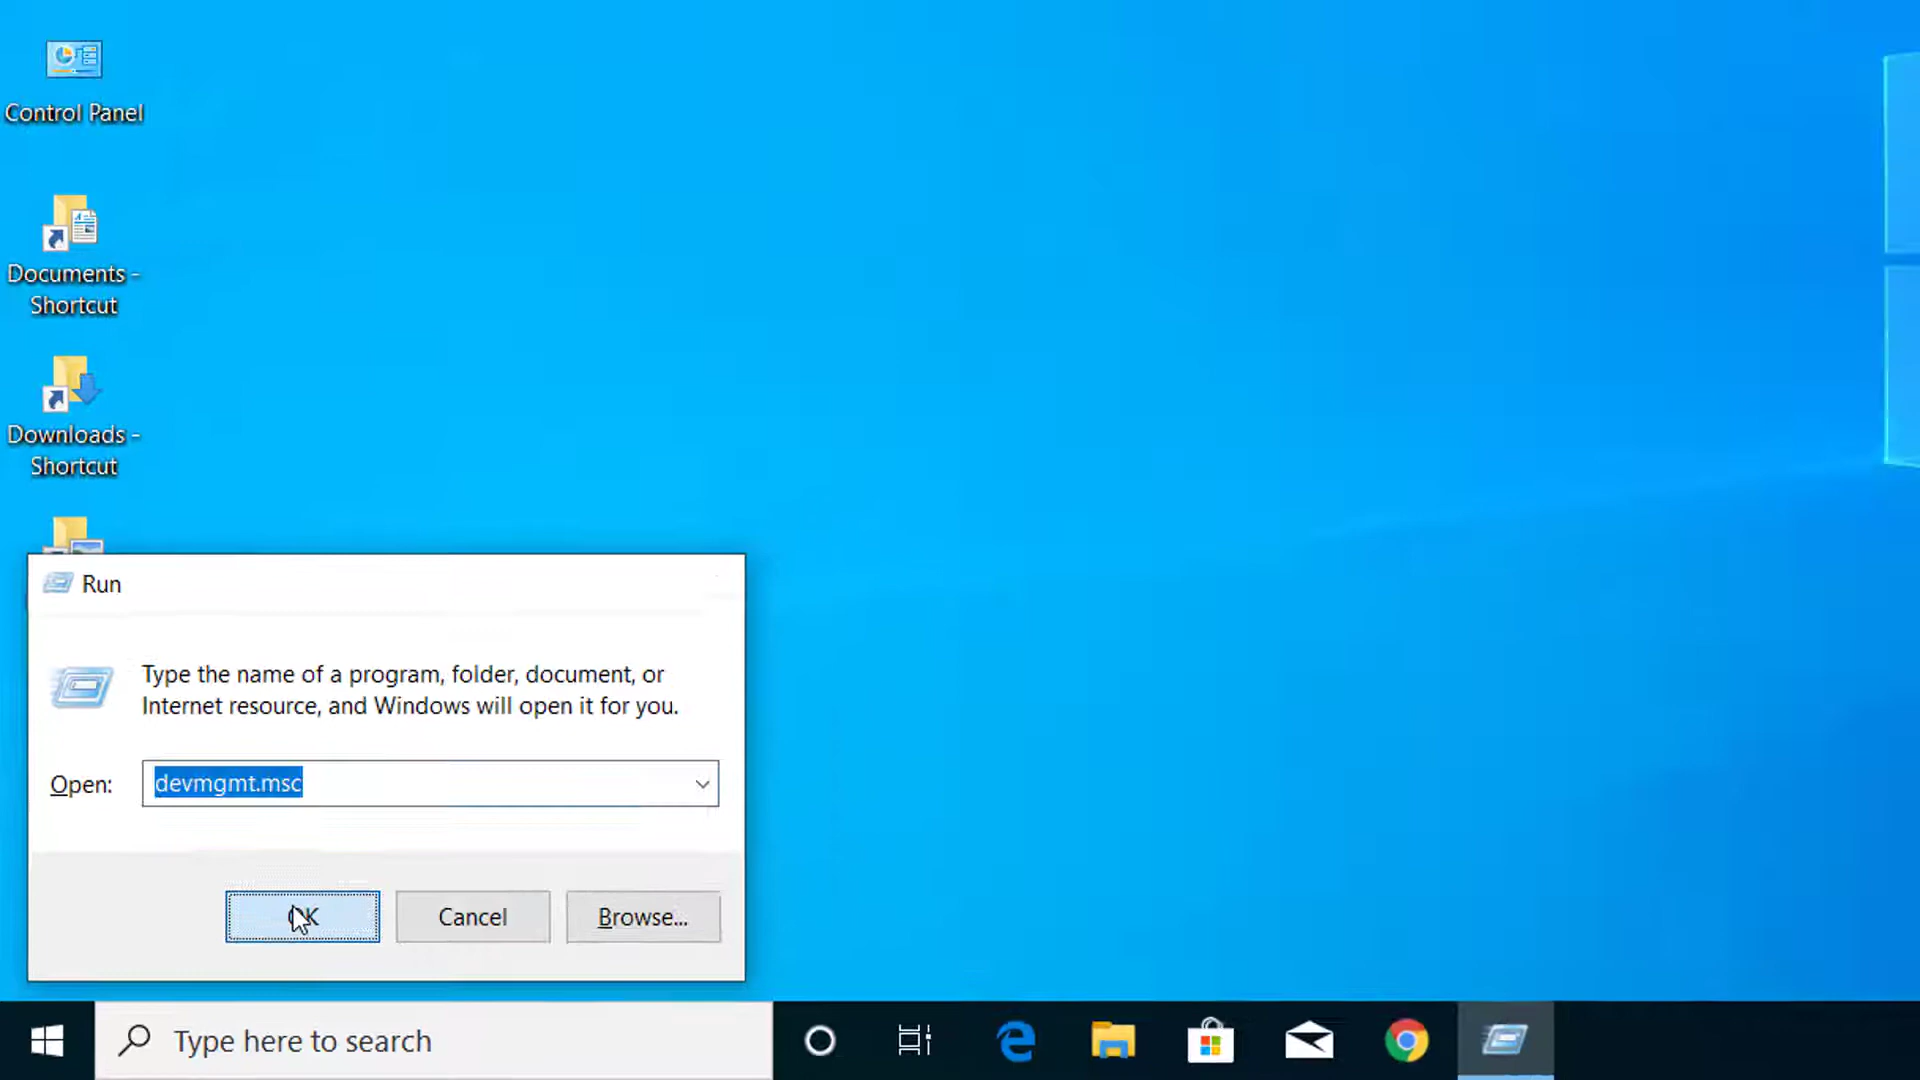 Control Panel
Documents -
Shortcut
Downloads -
Shortcut
Run
Type the name of a program, folder, document, or
Internet resource, and Windows will open it for you.
Open: devmgmt.msc
OK Cancel Browse...
Type here to search